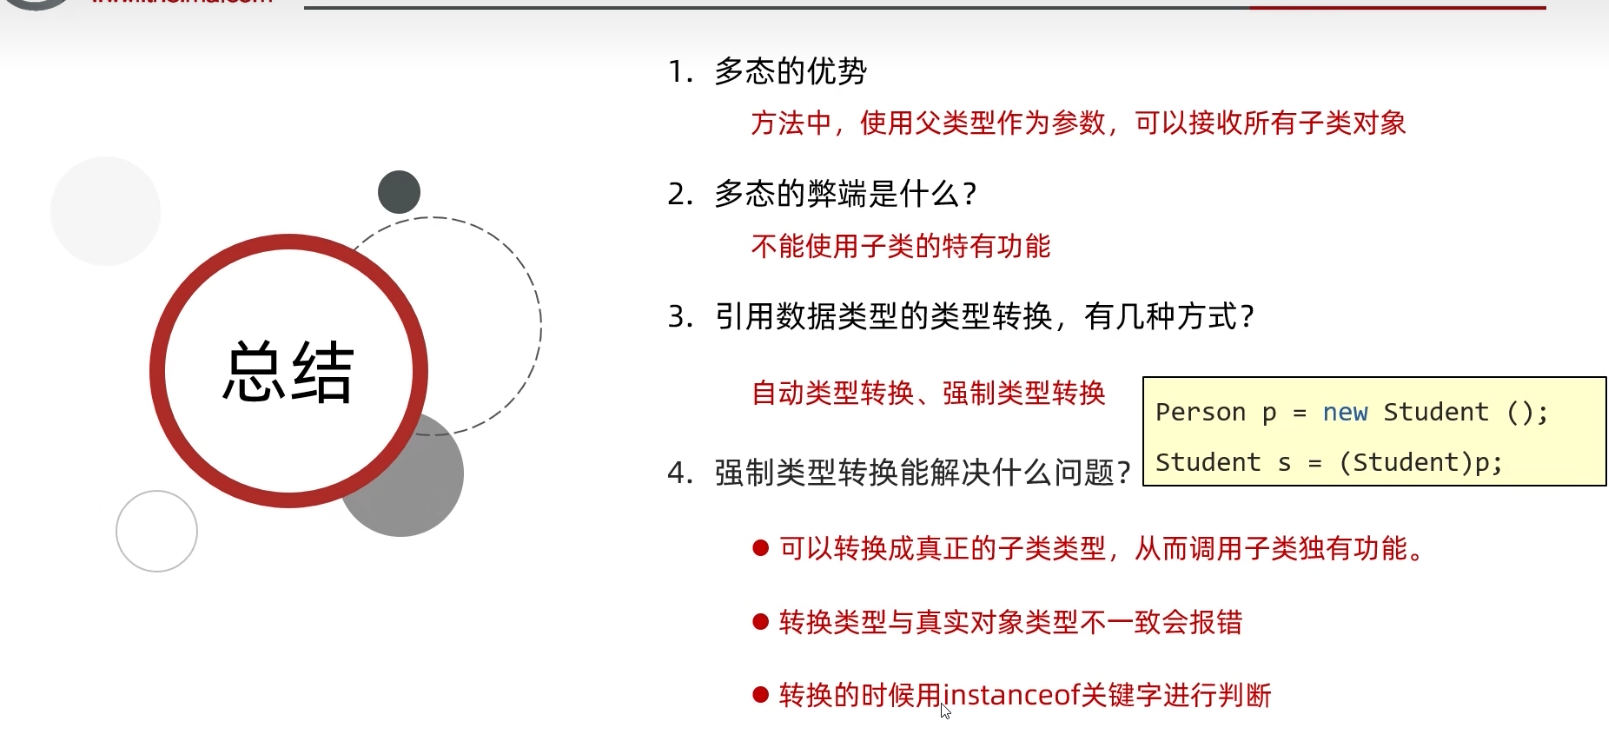 总结
1. 多态的优势
方法中，使用父类型作为参数，可以接收所有子类对象
2. 多态的弊端是什么？
不能使用子类的特有功能
3. 引用数据类型的类型转换，有几种方式？
自动类型转换、强制类型转换
Person p = new Student ();
Student s = (Student)p;
4. 强制类型转换能解决什么问题？
● 可以转换成真正的子类类型，从而调用子类独有功能。
● 转换类型与真实对象类型不一致会报错
● 转换的时候用instanceof关键字进行判断